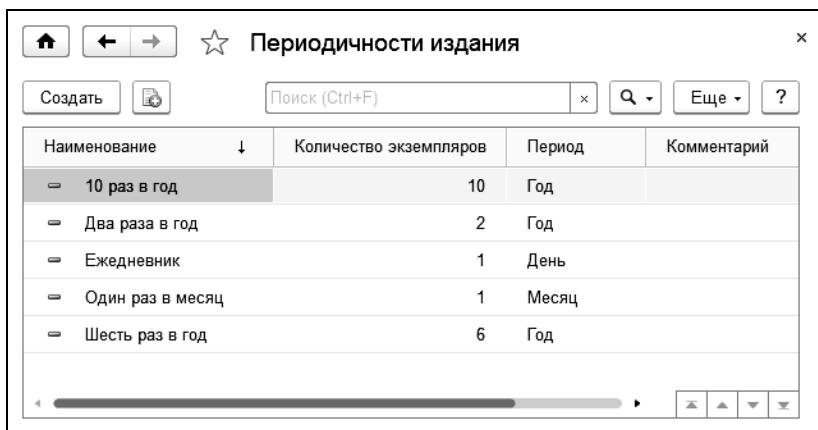 Периодичности издания
Создать Поиск (Ctrl+F) Еще ?
Наименование ↓ Количество экземпляров Период Комментарий
10 раз в год 10 Год
Два раза в год 2 Год
Ежедневник 1 День
Один раз в месяц 1 Месяц
Шесть раз в год 6 Год